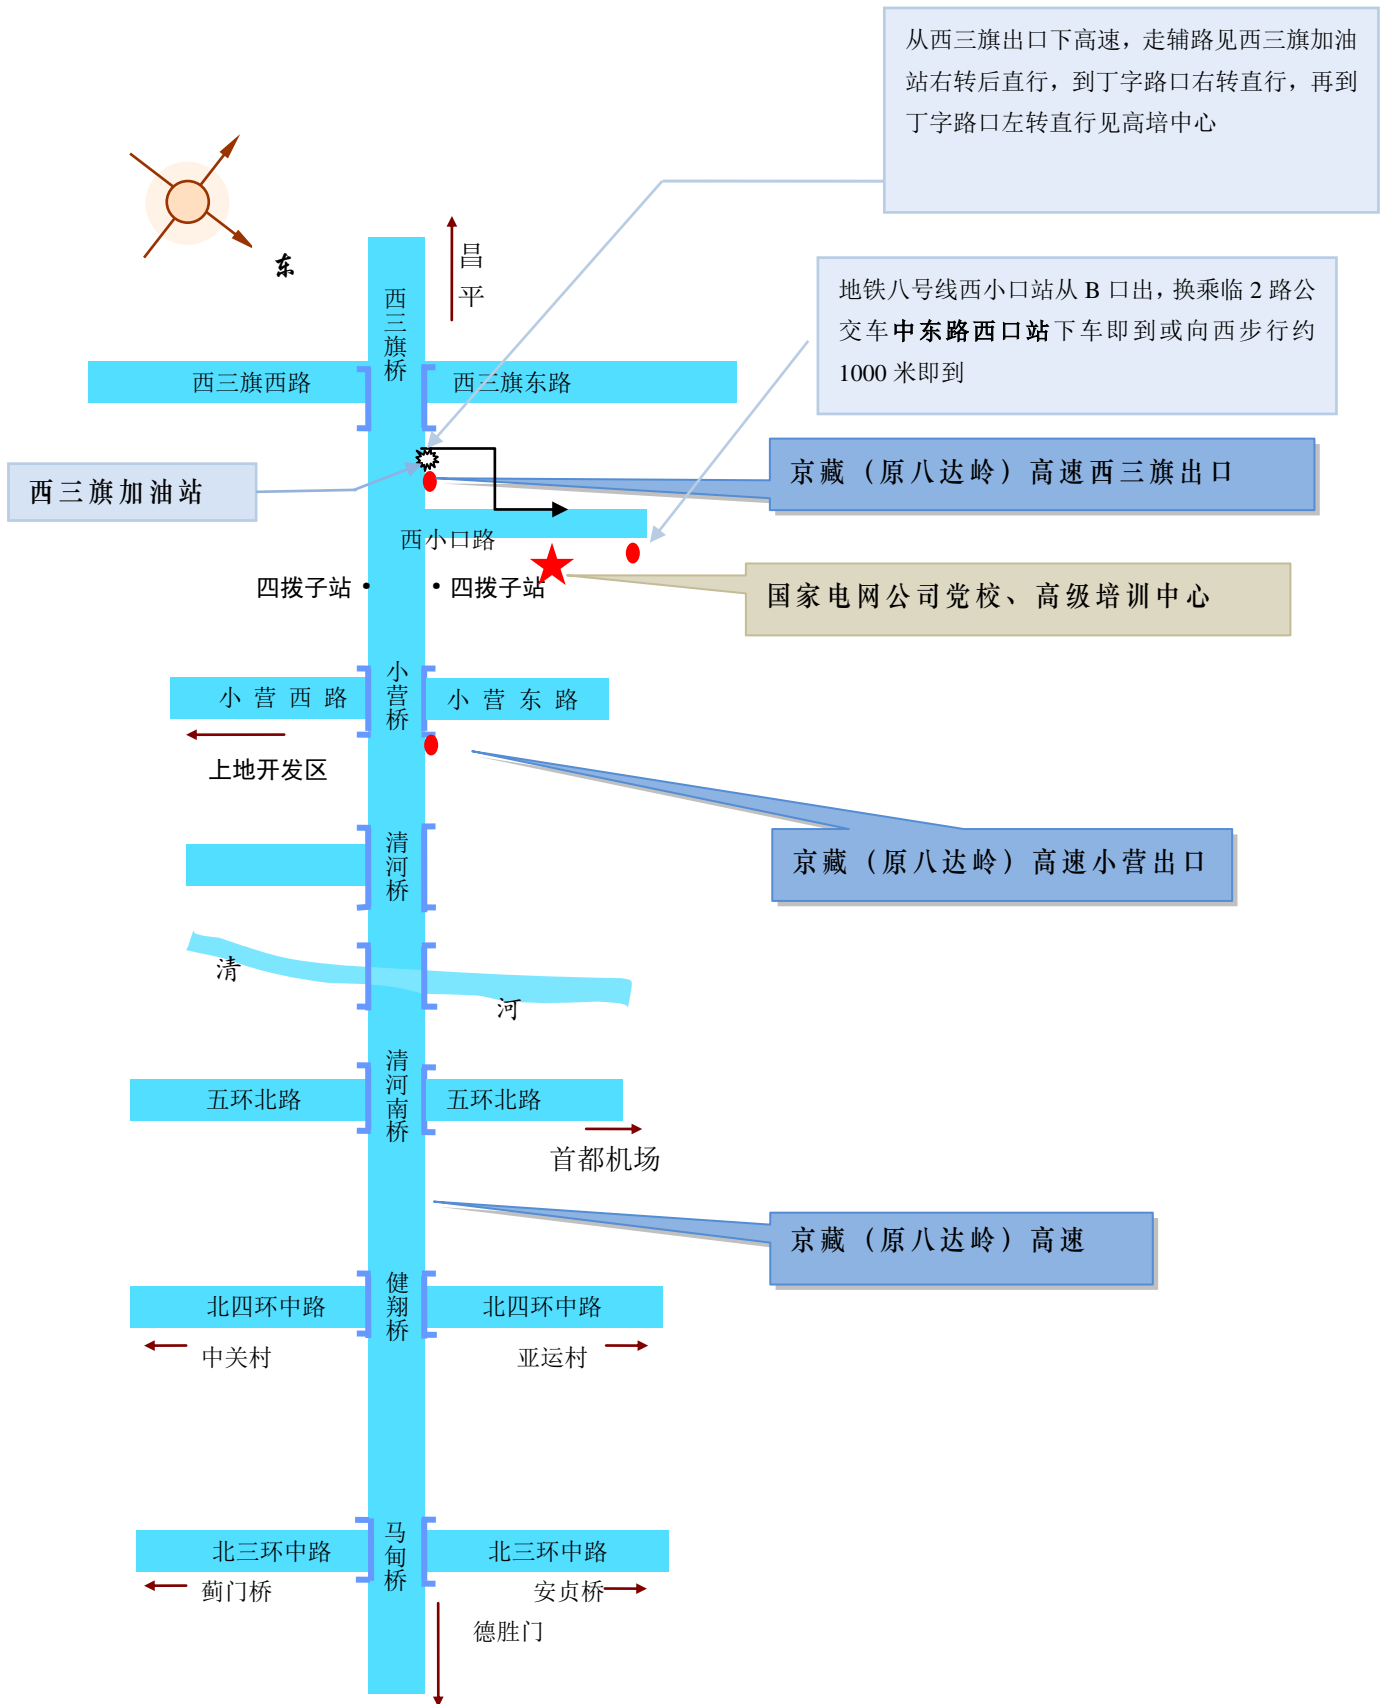 从西三旗出口下高速，走辅路见西三旗加油
站右转后直行，到丁字路口右转直行，再到
丁字路口左转直行见高培中心
东
昌
平
地铁八号线西小口站从 B 口出，换乘临 2 路公
交车中东路西口站下车即到或向西步行约
1000 米即到
西三旗桥
西三旗西路
西三旗东路
京藏（原八达岭）高速西三旗出口
西三旗加油站
西小口路
四拨子站
四拨子站
国家电网公司党校、高级培训中心
小营桥
小营西路
小营东路
上地开发区
清河桥
京藏（原八达岭）高速小营出口
清
河
清河南桥
五环北路
五环北路
首都机场
京藏（原八达岭）高速
健翔桥
北四环中路
北四环中路
中关村
亚运村
马甸桥
北三环中路
北三环中路
蓟门桥
安贞桥
德胜门